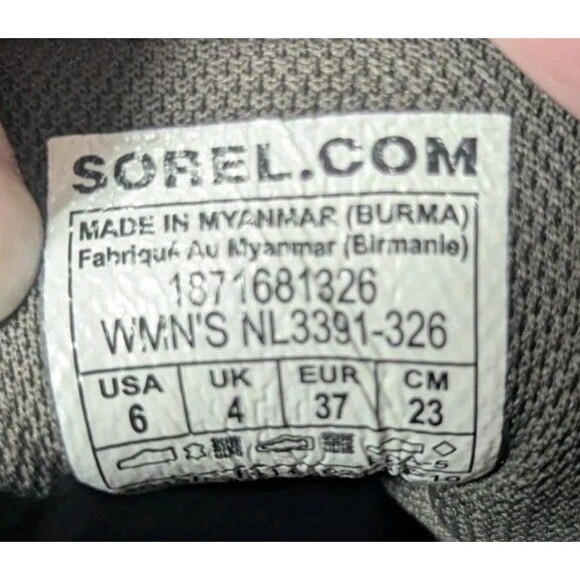 SOREL.COM
MADE IN MYANMAR (BURMA)
Fabriqué Au Myanmar (Birmanie)
1871681326
WMN'S NL3391-326
USA UK EUR CM
6 4 37 23